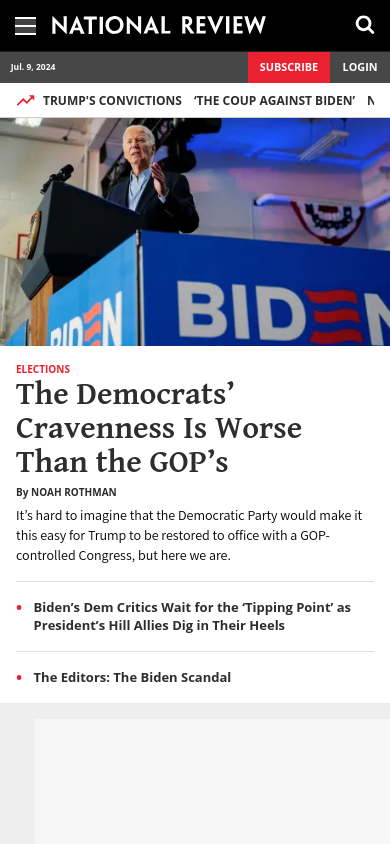 NATIONAL REVIEW
Jul. 9, 2024
SUBSCRIBE
LOGIN
TRUMP'S CONVICTIONS ‘THE COUP AGAINST BIDEN’ N
BIDEN
BIDEN
ELECTIONS
The Democrats’
Cravenness Is Worse
Than the GOP’s
By NOAH ROTHMAN
It’s hard to imagine that the Democratic Party would make it
this easy for Trump to be restored to office with a GOP-
controlled Congress, but here we are.
• Biden’s Dem Critics Wait for the ‘Tipping Point’ as
President’s Hill Allies Dig in Their Heels
• The Editors: The Biden Scandal